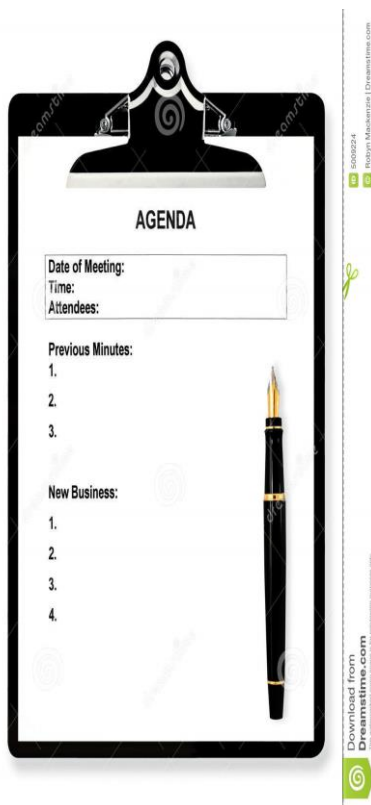 AGENDA
Date of Meeting:
Time:
Attendees:
Previous Minutes:
1.
2.
3.
New Business:
1.
2.
3.
4.
Download from
Dreamstime.com
5009224
Robyn Mackenzie | Dreamstime.com